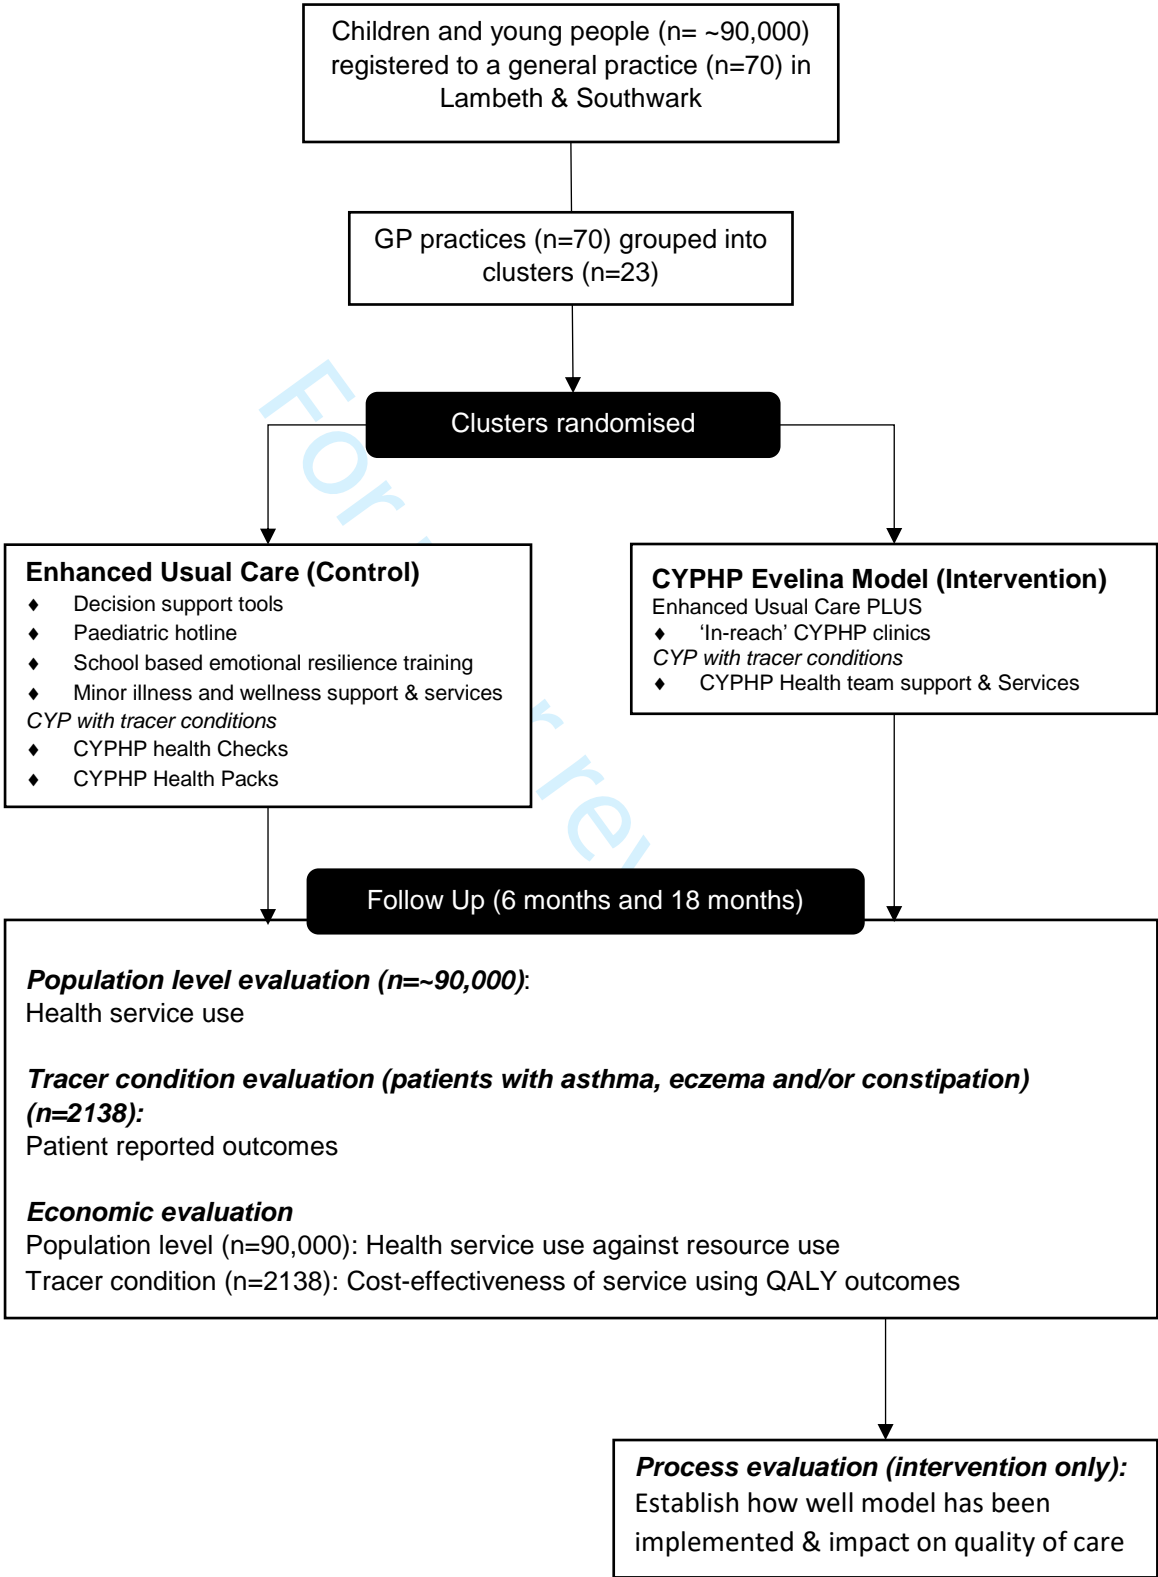 Children and young people (n= ~90,000)
registered to a general practice (n=70) in
Lambeth & Southwark
GP practices (n=70) grouped into
clusters (n=23)
Clusters randomised
Enhanced Usual Care (Control)
♦ Decision support tools
♦ Paediatric hotline
♦ School based emotional resilience training
♦ Minor illness and wellness support & services
CYP with tracer conditions
♦ CYPHP health Checks
♦ CYPHP Health Packs
CYPHP Evelina Model (Intervention)
Enhanced Usual Care PLUS
♦ ‘In-reach’ CYPHP clinics
CYP with tracer conditions
♦ CYPHP Health team support & Services
For
r rev
Follow Up (6 months and 18 months)
Population level evaluation (n=~90,000):
Health service use
Tracer condition evaluation (patients with asthma, eczema and/or constipation)
(n=2138):
Patient reported outcomes
Economic evaluation
Population level (n=90,000): Health service use against resource use
Tracer condition (n=2138): Cost-effectiveness of service using QALY outcomes
Process evaluation (intervention only):
Establish how well model has been
implemented & impact on quality of care